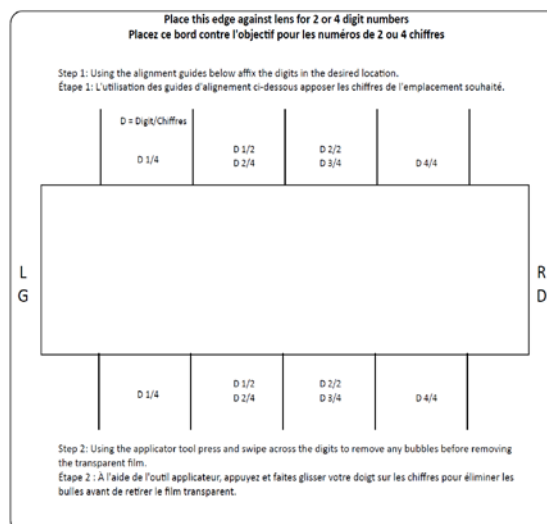 Place this edge against lens for 2 or 4 digit numbers
Placez ce bord contre l'objectif pour les numéros de 2 ou 4 chiffres
Step 1: Using the alignment guides below affix the digits in the desired location.
Étape 1: L'utilisation des guides d'alignement ci-dessous apposer les chiffres de l'emplacement souhaité.
D = Digit/Chiffres
D 1/4
D 1/2
D 2/4
D 2/2
D 3/4
D 4/4
L
G
R
D
D 1/4
D 1/2
D 2/4
D 2/2
D 3/4
D 4/4
Step 2: Using the applicator tool press and swipe across the digits to remove any bubbles before removing
the transparent film.
Étape 2 : À l'aide de l'outil applicateur, appuyez et faites glisser votre doigt sur les chiffres pour éliminer les
bulles avant de retirer le film transparent.